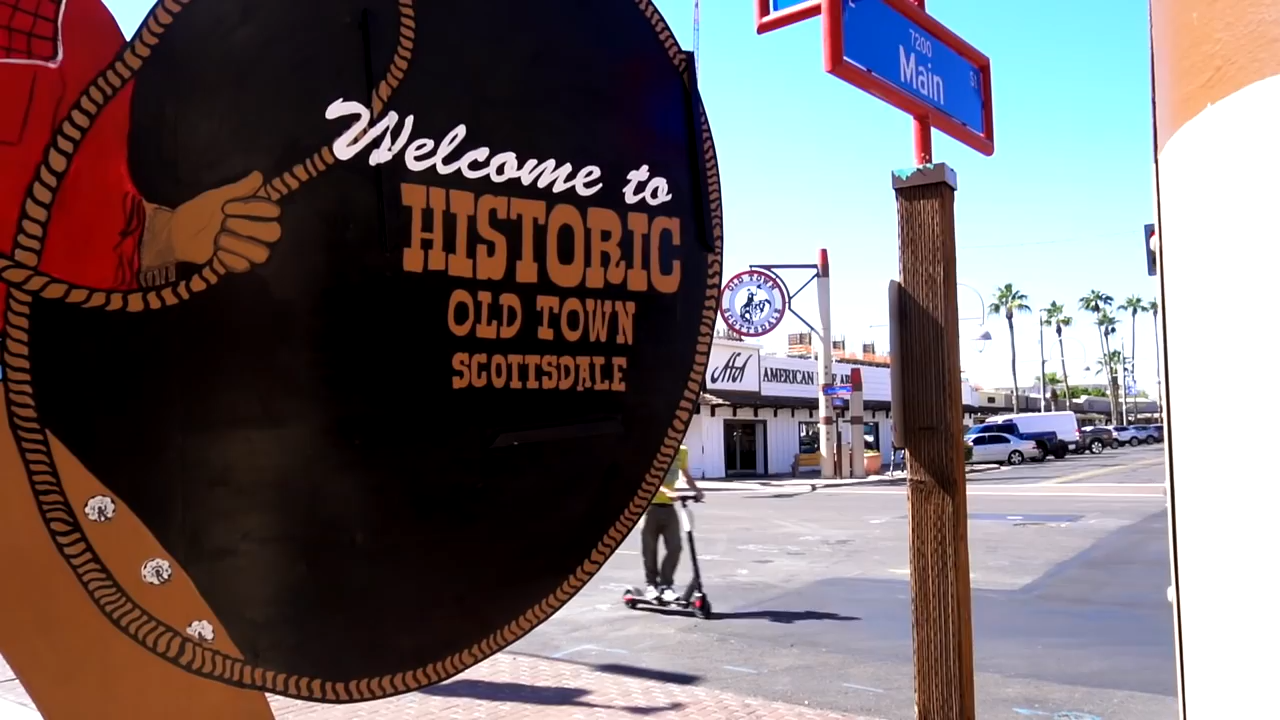 Welcome to
HISTORIC
OLD TOWN
SCOTTSDALE
7200
Main
St
OLD TOWN
SCOTTSDALE
AMERICAN